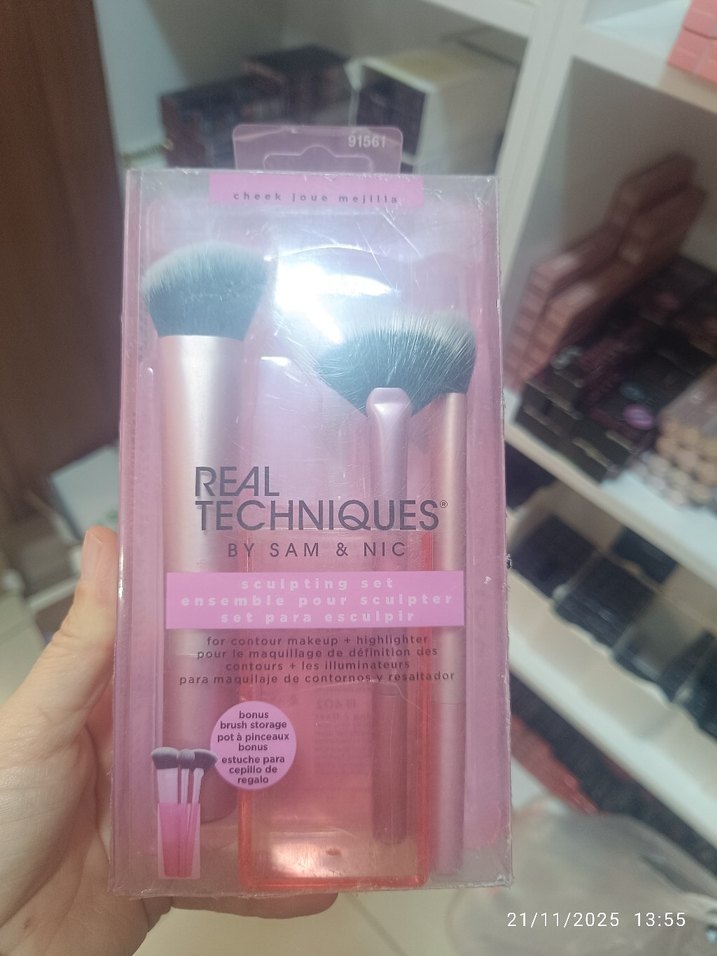 91561
cheek joue mejilla
REAL
TECHNIQUES®
BY SAM & NIC
sculpting set
ensemble pour sculpter
set para esculpir
for contour makeup + highlighter
pour le maquillage de définition des
contours + les illuminateurs
para maquillaje de contornos y resaltador
bonus
brush storage
pot à pinceaux
bonus
estuche para
cepillo de
regalo
21/11/2025 13:55